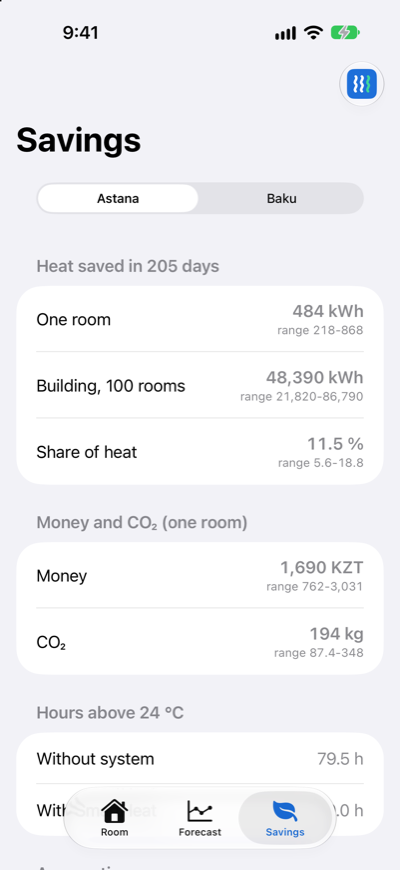 9:41
Savings
Astana
Baku
Heat saved in 205 days
One room
484 kWh
range 218-868
Building, 100 rooms
48,390 kWh
range 21,820-86,790
Share of heat
11.5 %
range 5.6-18.8
Money and CO₂ (one room)
Money
1,690 KZT
range 762-3,031
CO₂
194 kg
range 87.4-348
Hours above 24 °C
Without system
79.5 h
Room
Forecast
Savings